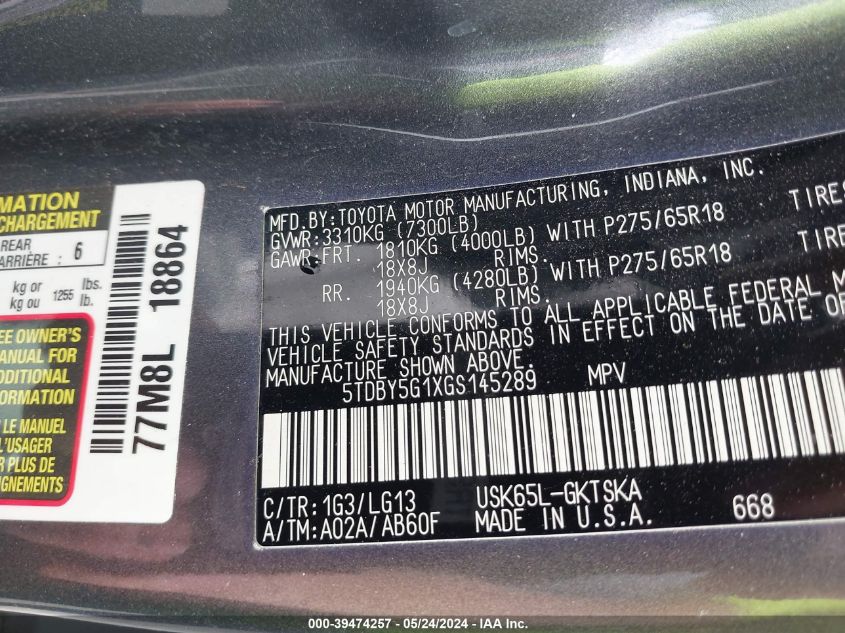 MATION
CHARGEMENT
REAR
ARRIÈRE : 6
kg or 1255 lbs.
kg ou lb.
EE OWNER'S
ANUAL FOR
DDITIONAL
FORMATION
LE MANUEL
L'USAGER
R PLUS DE
IGNEMENTS
77M8L 18864
MFD.BY:TOYOTA MOTOR MANUFACTURING, INDIANA, INC.
GVWR:3310KG (7300LB)
GAWR:FRT. 1810KG (4000LB) WITH P275/65R18 TIRES
18X8J RIMS.
RR. 1940KG (4280LB) WITH P275/65R18 TIRE
18X8J RIMS.
THIS VEHICLE CONFORMS TO ALL APPLICABLE FEDERAL M
VEHICLE SAFETY STANDARDS IN EFFECT ON THE DATE OF
MANUFACTURE SHOWN ABOVE.
5TDBY5G1XGS145289 MPV
C/TR:1G3/LG13 USK65L-GKTSKA
A/TM:A02A/AB60F MADE IN U.S.A. 668
000-39474257 - 05/24/2024 - © IAA, Inc.